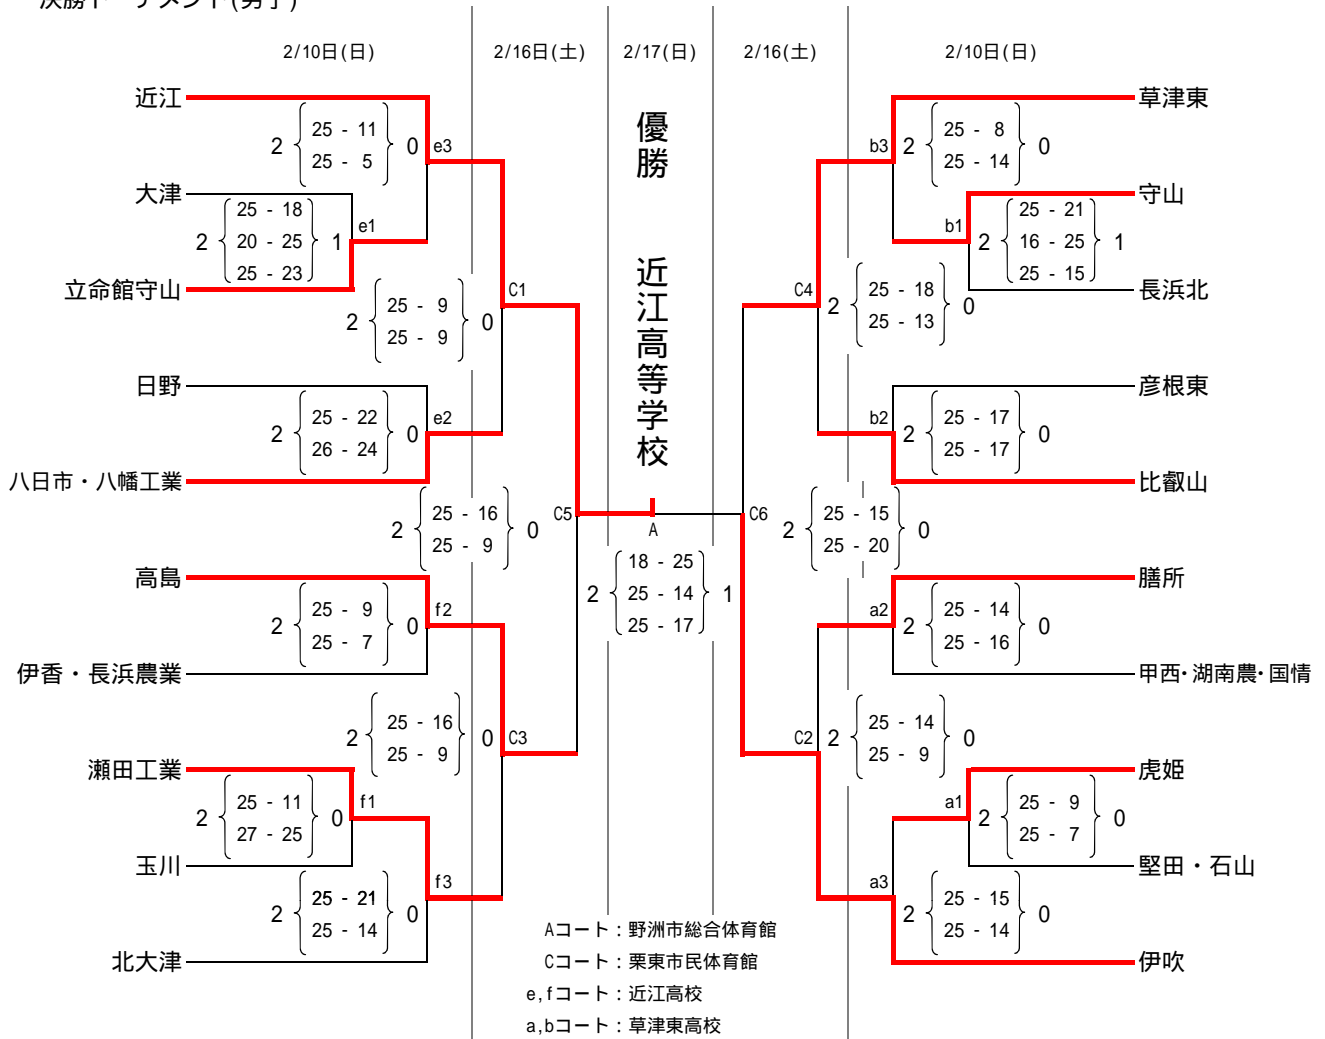 決勝トーナメント(男子)
2/10日(日)
2/16日(土)
2/17(日)
2/16(土)
2/10日(日)
近江
25 - 11
25 - 5
2
0
e3
大津
25 - 18
20 - 25
25 - 23
2
1
e1
立命館守山
25 - 9
25 - 9
2
0
C1
日野
25 - 22
26 - 24
2
0
e2
八日市・八幡工業
25 - 16
25 - 9
2
0
C5
高島
25 - 9
25 - 7
2
0
f2
伊香・長浜農業
25 - 16
25 - 9
2
0
C3
瀬田工業
25 - 11
27 - 25
2
0
f1
玉川
25 - 21
25 - 14
2
0
f3
北大津
優勝 近江高等学校
A
18 - 25
25 - 14
25 - 17
2
1
草津東
b3
2
25 - 8
25 - 14
0
守山
b1
2
25 - 21
16 - 25
25 - 15
1
長浜北
C4
2
25 - 18
25 - 13
0
彦根東
b2
2
25 - 17
25 - 17
0
比叡山
C6
2
25 - 15
25 - 20
0
膳所
a2
2
25 - 14
25 - 16
0
甲西・湖南農・国情
C2
2
25 - 14
25 - 9
0
虎姫
a1
2
25 - 9
25 - 7
0
堅田・石山
a3
2
25 - 15
25 - 14
0
伊吹
Aコート：野洲市総合体育館
Cコート：栗東市民体育館
e,fコート：近江高校
a,bコート：草津東高校